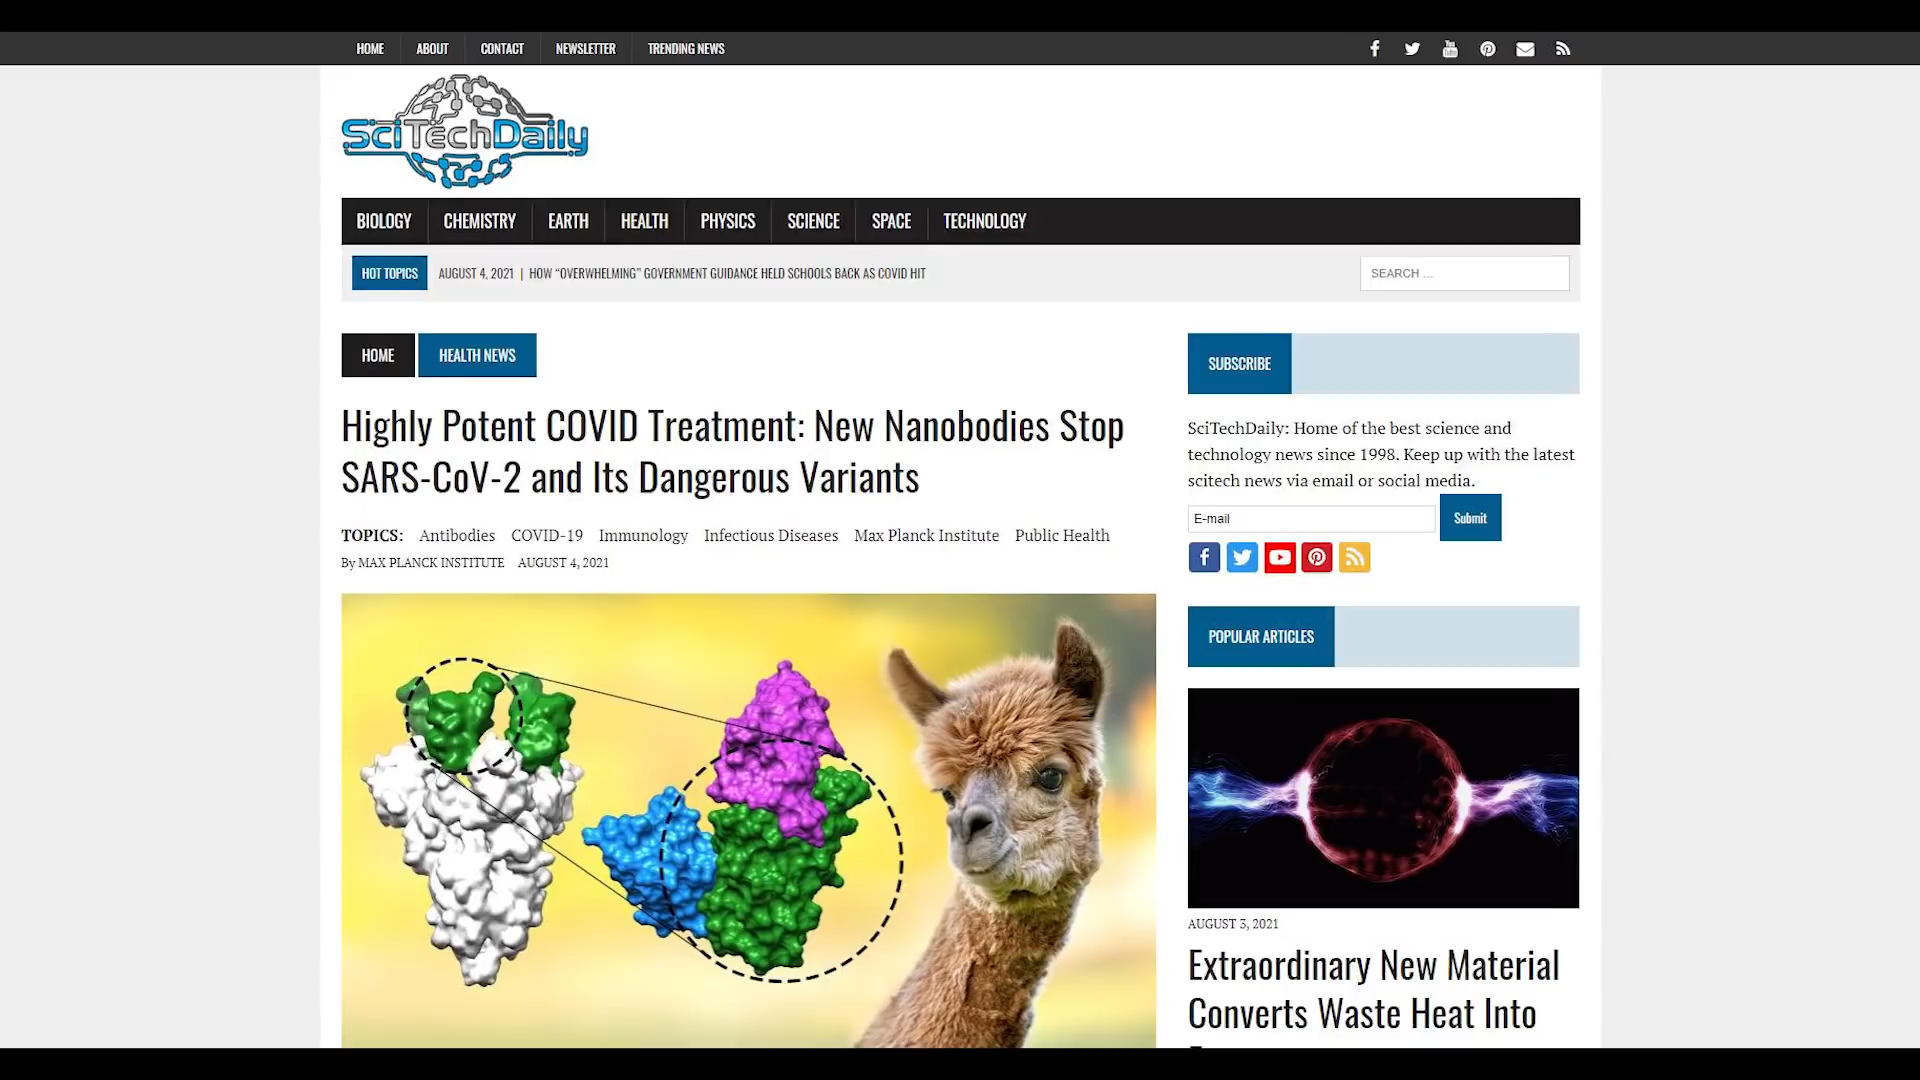 HOME ABOUT CONTACT NEWSLETTER TRENDING NEWS
SciTechDaily
BIOLOGY CHEMISTRY EARTH HEALTH PHYSICS SCIENCE SPACE TECHNOLOGY
HOT TOPICS AUGUST 4, 2021 | HOW “OVERWHELMING” GOVERNMENT GUIDANCE HELD SCHOOLS BACK AS COVID HIT SEARCH ...
HOME HEALTH NEWS
Highly Potent COVID Treatment: New Nanobodies Stop
SARS-CoV-2 and Its Dangerous Variants
TOPICS: Antibodies COVID-19 Immunology Infectious Diseases Max Planck Institute Public Health
By MAX PLANCK INSTITUTE AUGUST 4, 2021
SUBSCRIBE
SciTechDaily: Home of the best science and
technology news since 1998. Keep up with the latest
scitech news via email or social media.
E-mail Submit
POPULAR ARTICLES
AUGUST 3, 2021
Extraordinary New Material
Converts Waste Heat Into